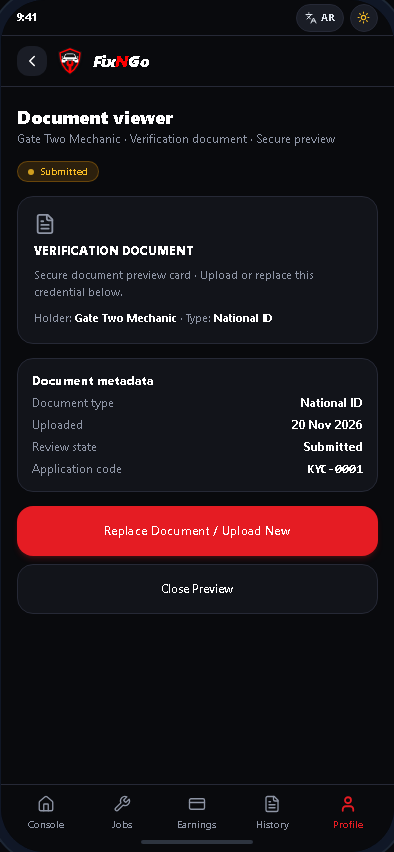 9:41
AR
FixNGo
Document viewer
Gate Two Mechanic · Verification document · Secure preview
Submitted
VERIFICATION DOCUMENT
Secure document preview card · Upload or replace this
credential below.
Holder: Gate Two Mechanic · Type: National ID
Document metadata
Document type National ID
Uploaded 20 Nov 2026
Review state Submitted
Application code KYC-0001
Replace Document / Upload New
Close Preview
Console Jobs Earnings History Profile